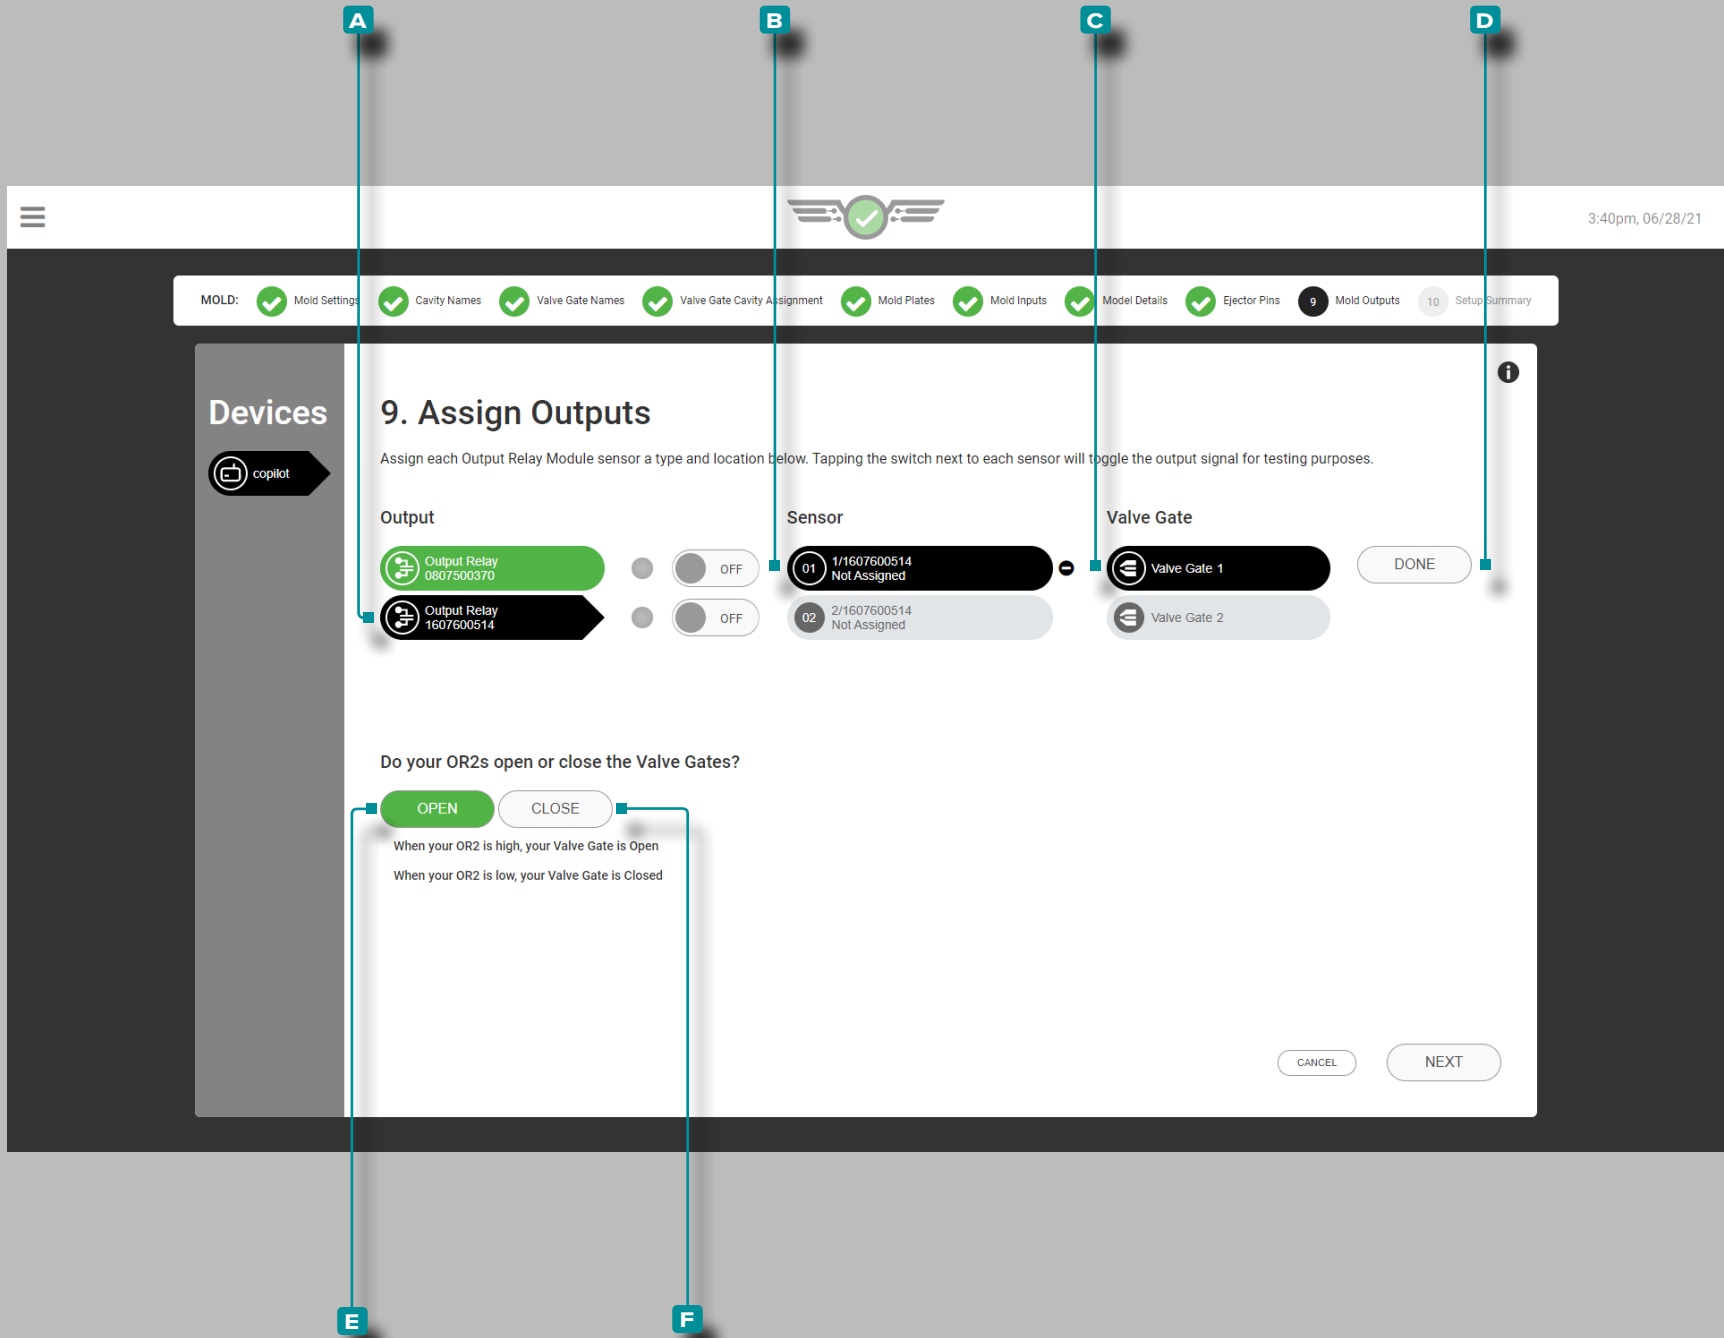 A B C D
3:40pm, 06/28/21
MOLD: Mold Settings Cavity Names Valve Gate Names Valve Gate Cavity Assignment Mold Plates Mold Inputs Model Details Ejector Pins 9 Mold Outputs 10 Setup Summary
Devices
copilot
9. Assign Outputs
Assign each Output Relay Module sensor a type and location below. Tapping the switch next to each sensor will toggle the output signal for testing purposes.
Output Sensor Valve Gate
Output Relay
0807500370
OFF
01 1/1607600514
Not Assigned
Valve Gate 1
DONE
Output Relay
1607600514
OFF
02 2/1607600514
Not Assigned
Valve Gate 2
Do your OR2s open or close the Valve Gates?
OPEN CLOSE
When your OR2 is high, your Valve Gate is Open
When your OR2 is low, your Valve Gate is Closed
CANCEL NEXT
E F